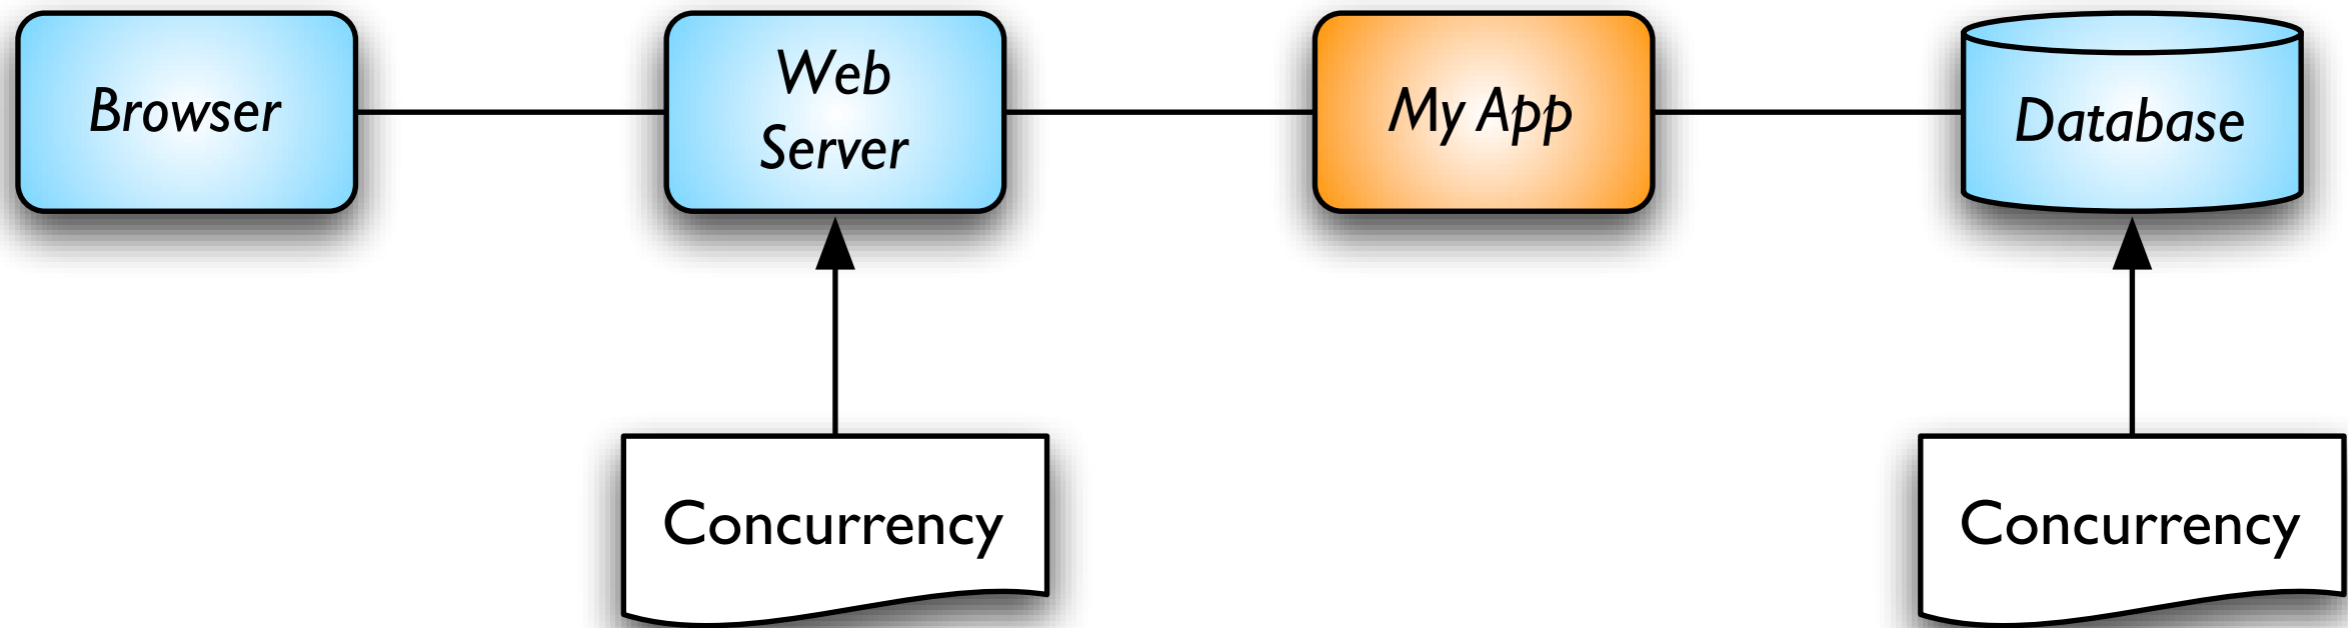 Browser
Web
Server
My App
Database
Concurrency
Concurrency